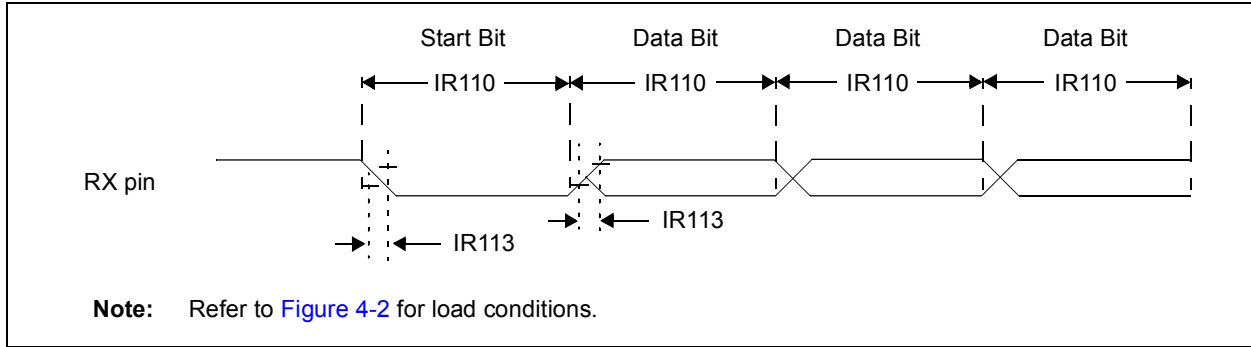 Start Bit Data Bit Data Bit Data Bit
IR110 IR110 IR110 IR110
RX pin
IR113 IR113
Note: Refer to Figure 4-2 for load conditions.